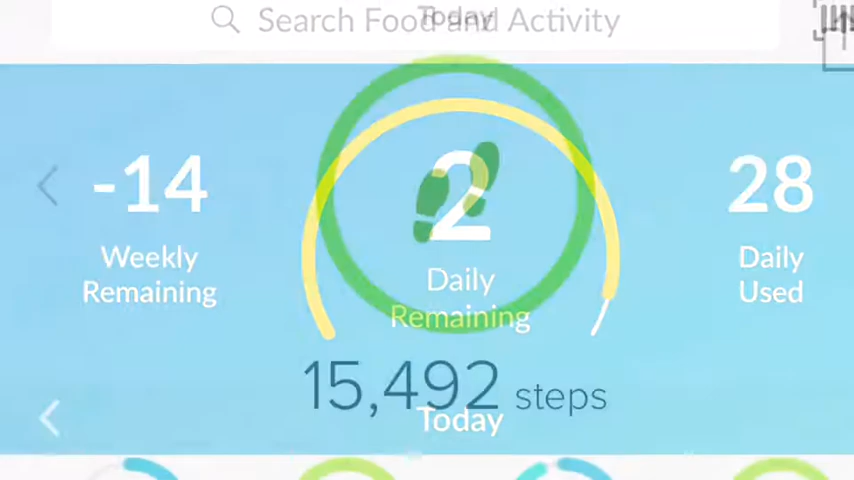 Search Food and Activity
Today
-14
Weekly
Remaining
2
Daily
Remaining
28
Daily
Used
15,492 steps
Today